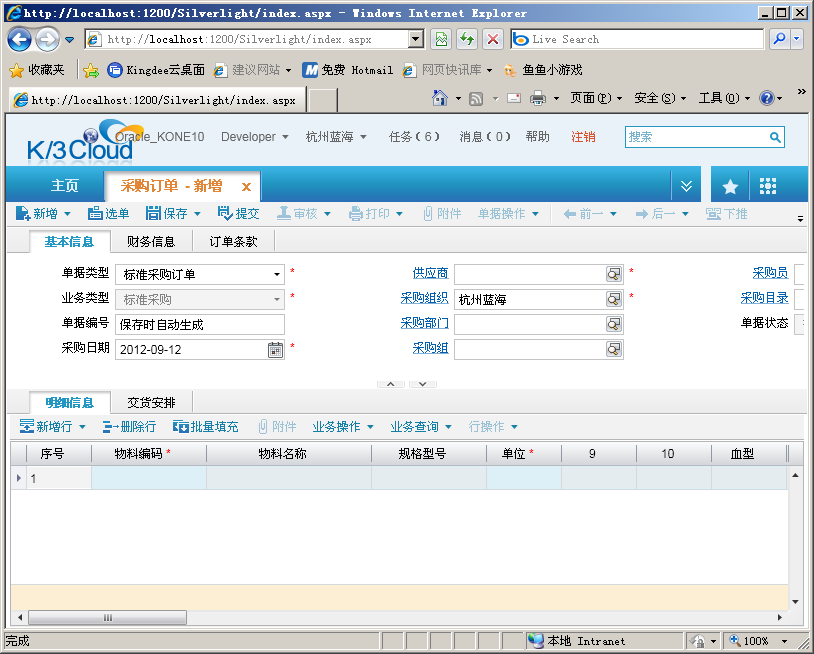 http://localhost:1200/Silverlight/index.aspx - Windows Internet Explorer
http://localhost:1200/Silverlight/index.aspx Live Search
收藏夹 Kingdee云桌面 建议网站 免费 Hotmail 网页快讯库 鱼鱼小游戏
http://localhost:1200/Silverlight/index.aspx 页面(P) 安全(S) 工具(O)
K/3Cloud Oracle_KONE10 Developer 杭州蓝海 任务(6) 消息(0) 帮助 注销 搜索
主页 采购订单 - 新增 x
新增 选单 保存 提交 审核 打印 附件 单据操作 前一 后一 下推
基本信息 财务信息 订单条款
单据类型 标准采购订单 * 供应商 * 采购员
业务类型 标准采购 * 采购组织 杭州蓝海 * 采购目录
单据编号 保存时自动生成 采购部门 单据状态
采购日期 2012-09-12 * 采购组
明细信息 交货安排
新增行 删除行 批量填充 附件 业务操作 业务查询 行操作
序号 物料编码* 物料名称 规格型号 单位* 9 10 血型
1
完成 本地 Intranet 100%